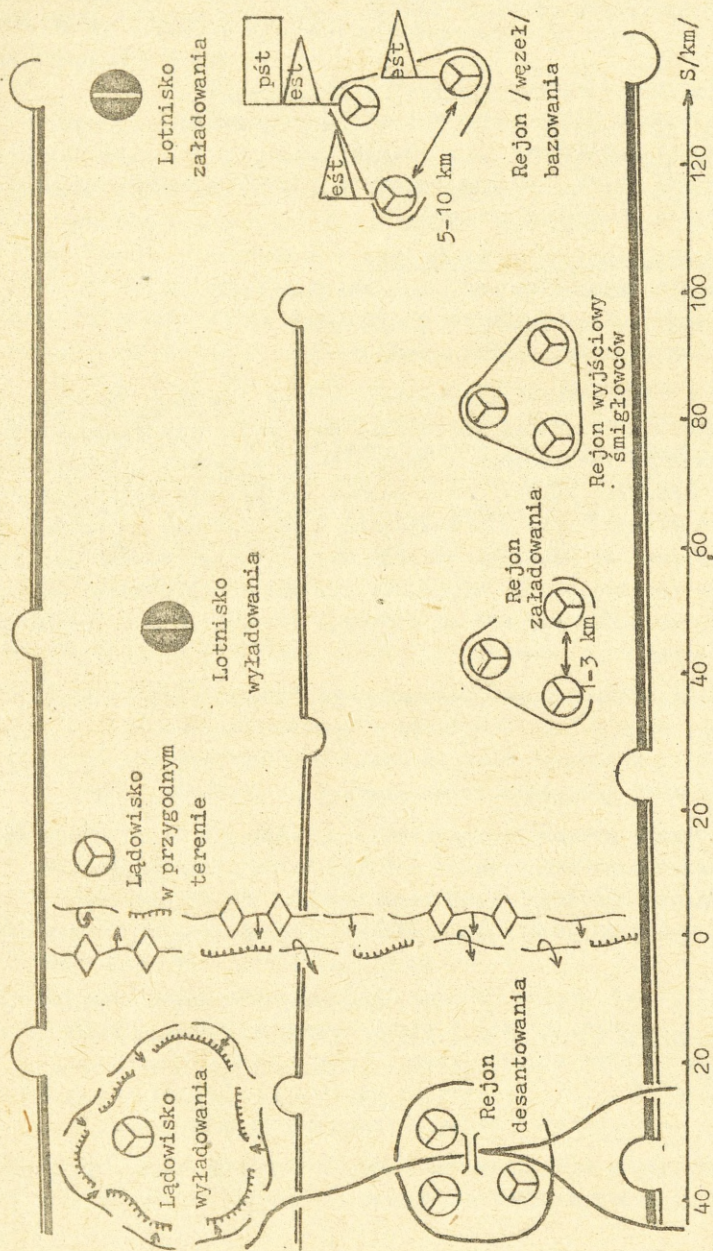 Lotnisko
załadowania
pśt
eśt
eśt
eśt
5-10 km
Rejon /węzeł/
bazowania
Lotnisko
wyładowania
Rejon wyjściowy
śmigłowców
Rejon
załadowania
1-3 km
Lądowisko
w przygodnym
terenie
Lądowisko
wyładowania
Rejon
desantowania
40
20
0
20
40
60
80
100
120
S/km/